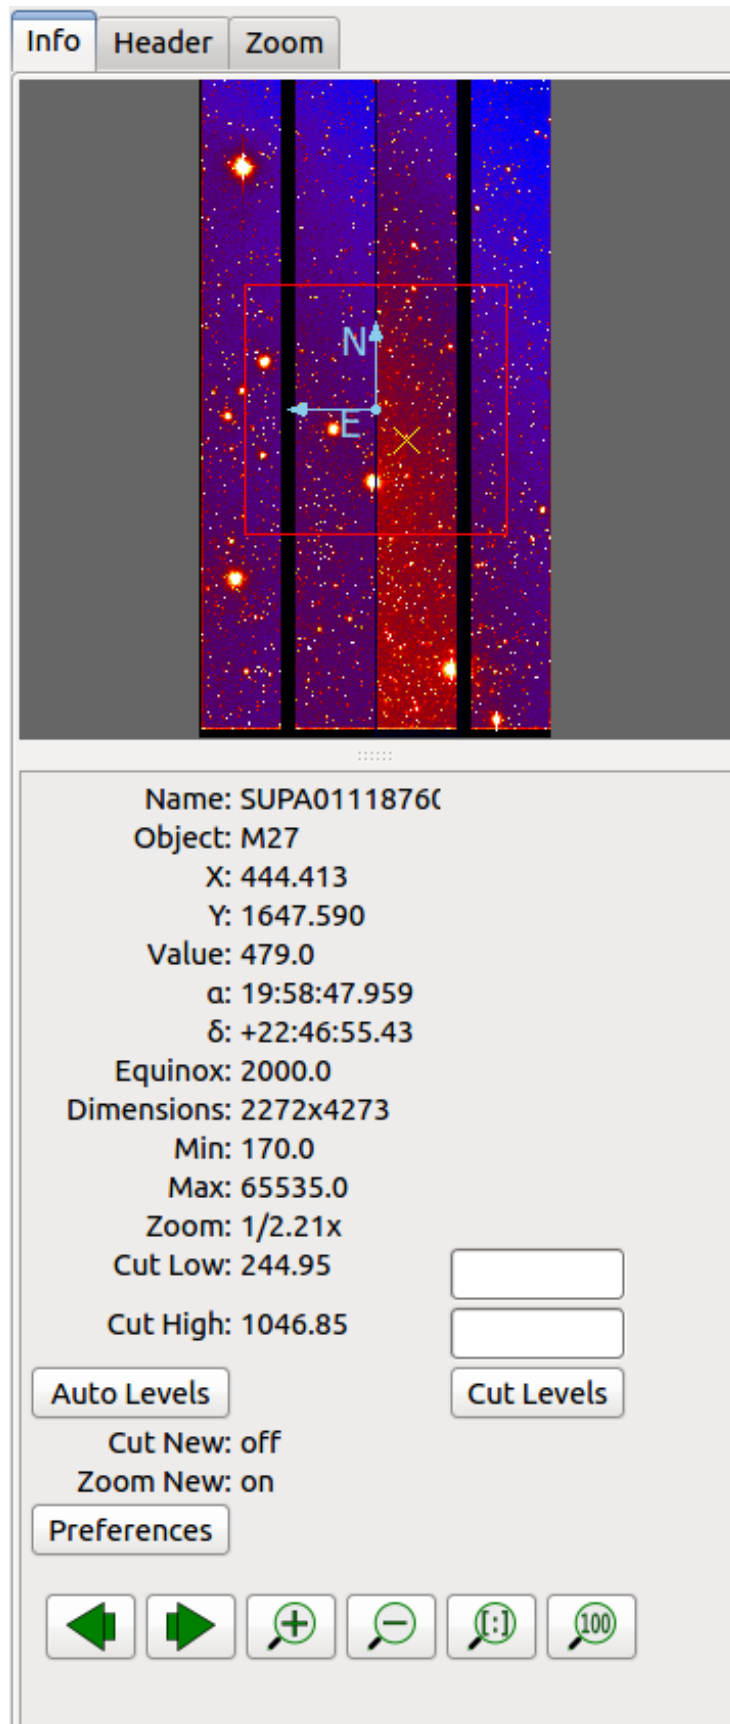 Info Header Zoom
N
E
Name: SUPA01118760
Object: M27
X: 444.413
Y: 1647.590
Value: 479.0
α: 19:58:47.959
δ: +22:46:55.43
Equinox: 2000.0
Dimensions: 2272x4273
Min: 170.0
Max: 65535.0
Zoom: 1/2.21x
Cut Low: 244.95
Cut High: 1046.85
Auto Levels Cut Levels
Cut New: off
Zoom New: on
Preferences
[:] 100